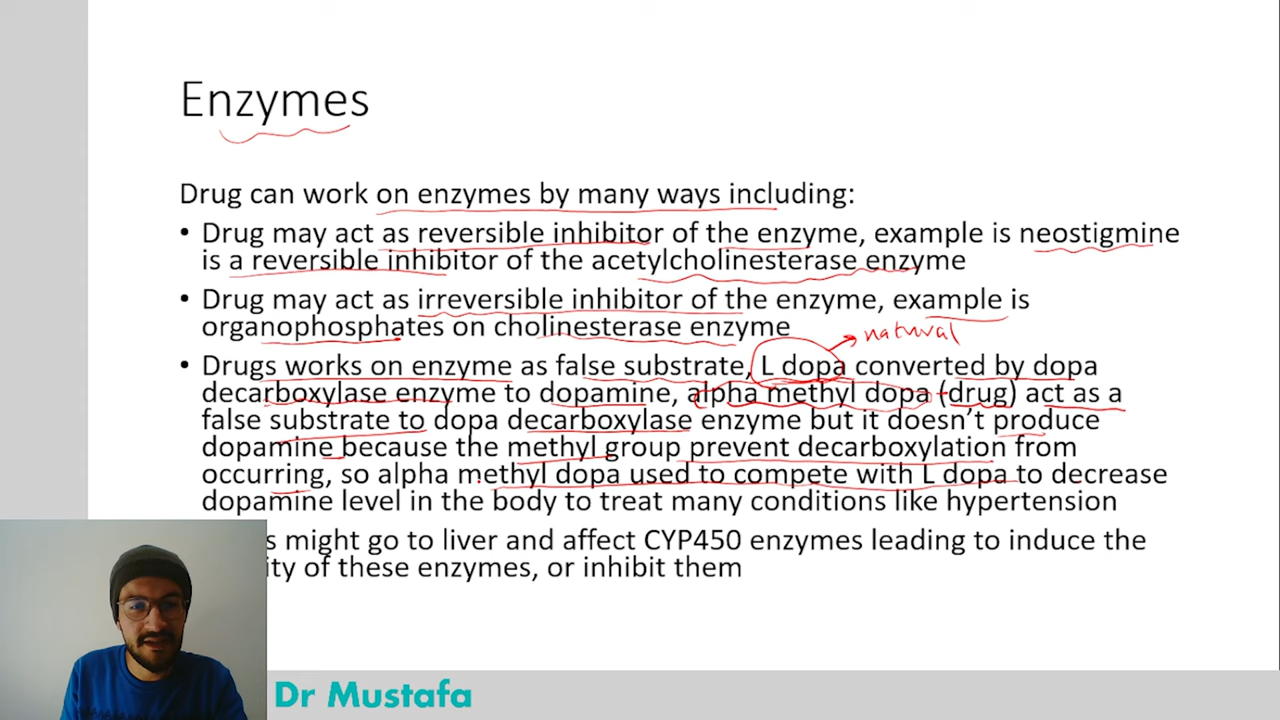 Enzymes
Drug can work on enzymes by many ways including:
• Drug may act as reversible inhibitor of the enzyme, example is neostigmine
is a reversible inhibitor of the acetylcholinesterase enzyme
• Drug may act as irreversible inhibitor of the enzyme, example is
organophosphates on cholinesterase enzyme
natural
• Drugs works on enzyme as false substrate, L dopa converted by dopa
decarboxylase enzyme to dopamine, alpha methyl dopa (drug) act as a
false substrate to dopa decarboxylase enzyme but it doesn't produce
dopamine because the methyl group prevent decarboxylation from
occurring, so alpha methyl dopa used to compete with L dopa to decrease
dopamine level in the body to treat many conditions like hypertension
might go to liver and affect CYP450 enzymes leading to induce the
of these enzymes, or inhibit them
Dr Mustafa